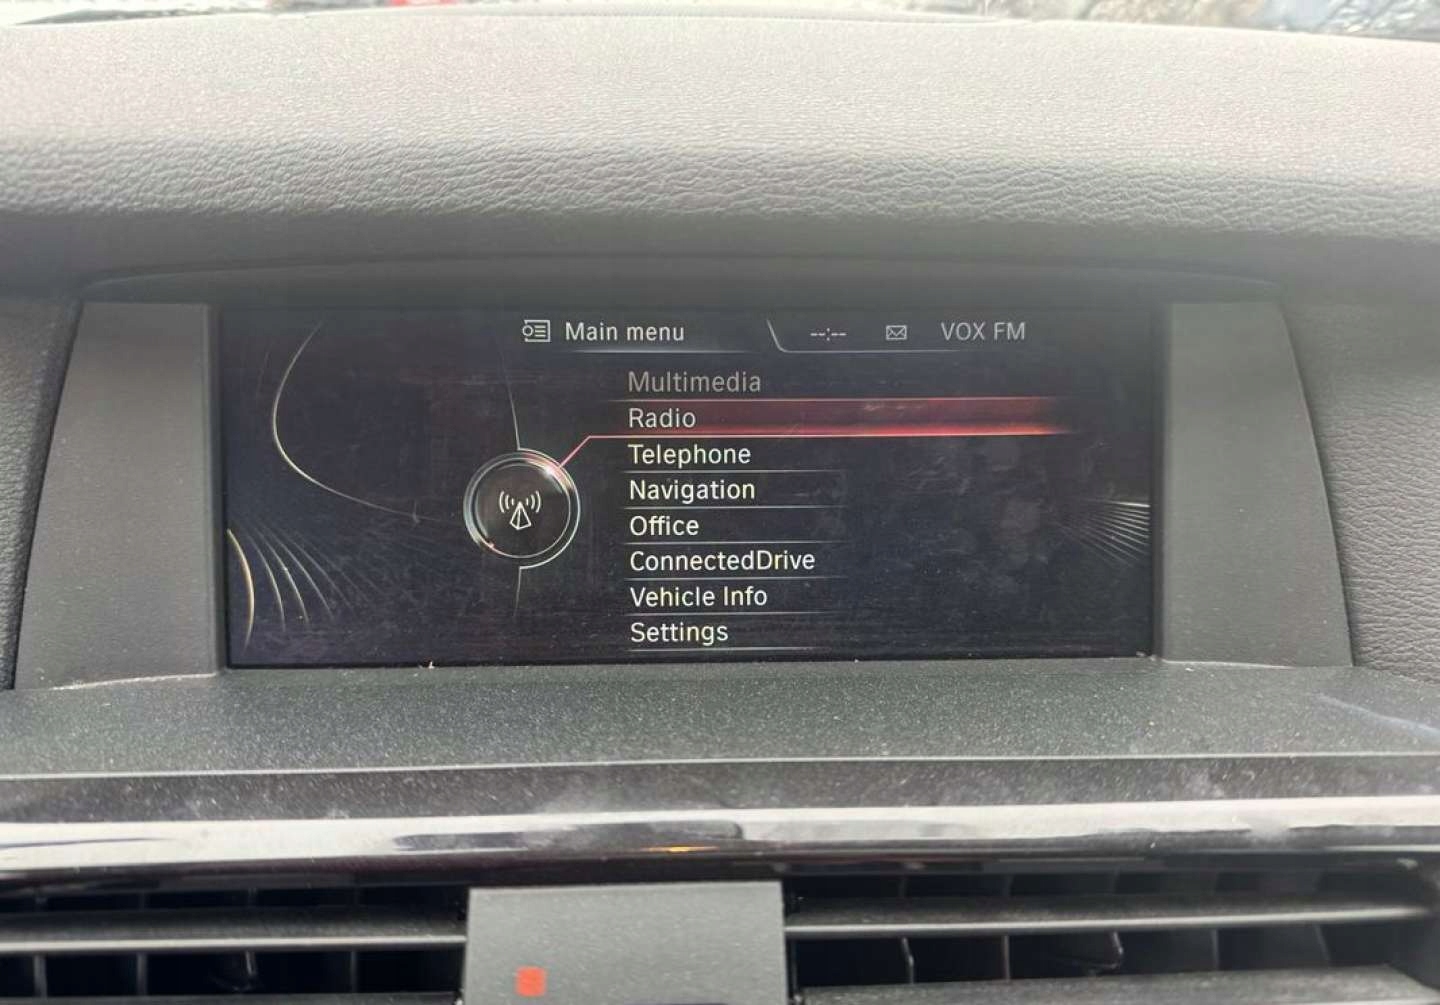 Main menu --:-- VOX FM
Multimedia
Radio
Telephone
Navigation
Office
ConnectedDrive
Vehicle Info
Settings